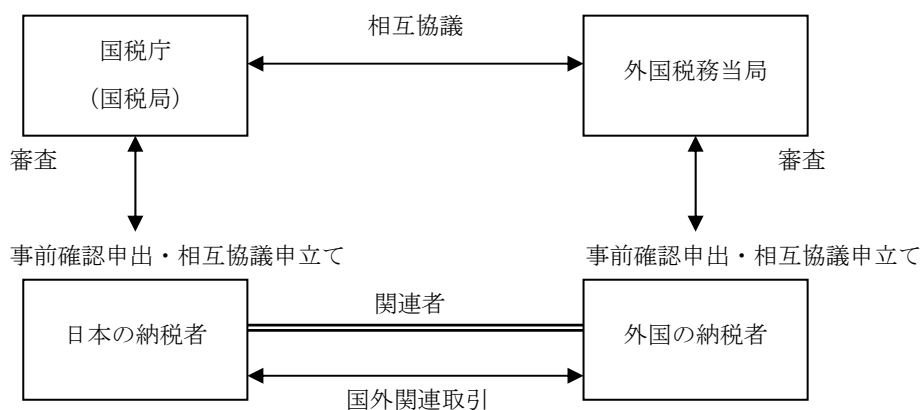 相互協議
国税庁
（国税局）
外国税務当局
審査
審査
事前確認申出・相互協議申立て
事前確認申出・相互協議申立て
関連者
日本の納税者
外国の納税者
国外関連取引